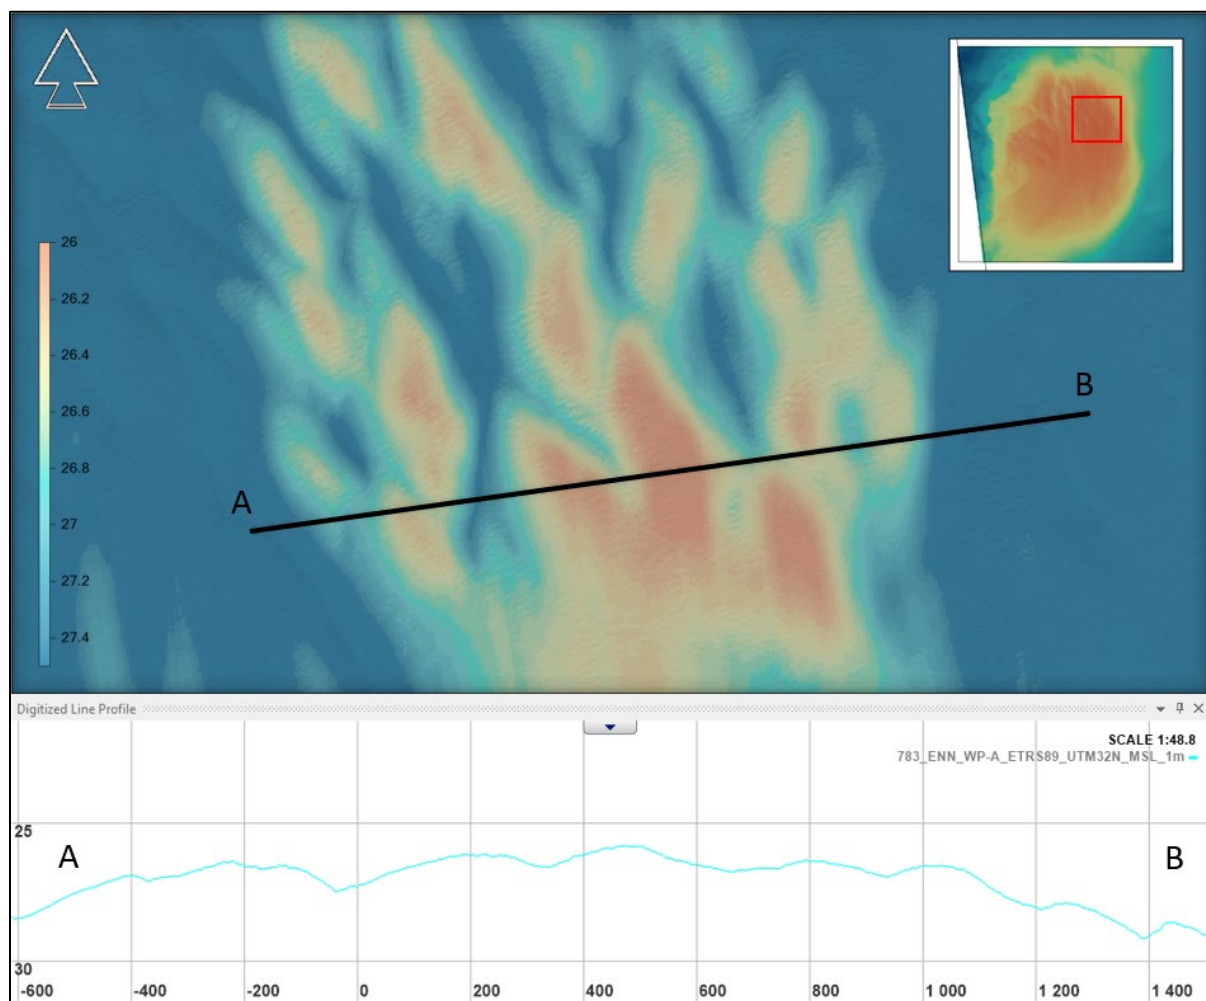 26
26.2
26.4
26.6
26.8
27
27.2
27.4
A
B
Digitized Line Profile
SCALE 1:48.8
783_ENN_WP-A_ETRS89_UTM32N_MSL_1m
25
A
B
30
-600 -400 -200 0 200 400 600 800 1 000 1 200 1 400